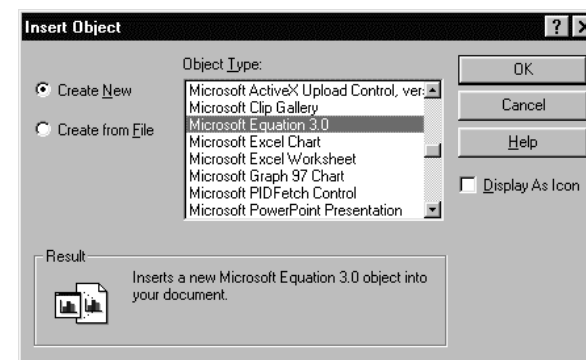 Insert Object
Object Type:
Create New
Create from File
Microsoft ActiveX Upload Control, vers
Microsoft Clip Gallery
Microsoft Equation 3.0
Microsoft Excel Chart
Microsoft Excel Worksheet
Microsoft Graph 97 Chart
Microsoft PIDFetch Control
Microsoft PowerPoint Presentation
OK
Cancel
Help
Display As Icon
Result
Inserts a new Microsoft Equation 3.0 object into
your document.